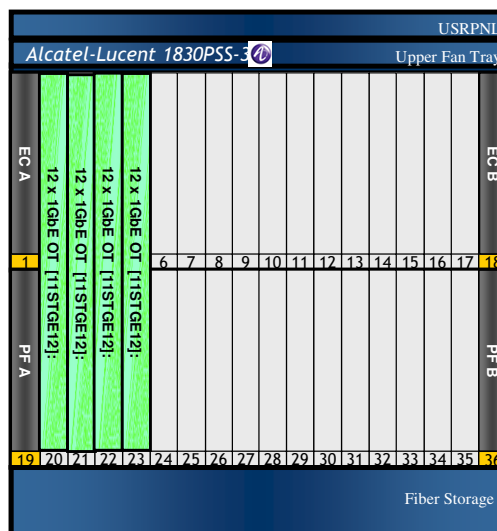 USRPNL
Alcatel-Lucent 1830PSS-3
Upper Fan Tray
EC A
12 x 1GbE OT [11STGE12]:
12 x 1GbE OT [11STGE12]:
12 x 1GbE OT [11STGE12]:
12 x 1GbE OT [11STGE12]:
EC B
1 6 7 8 9 10 11 12 13 14 15 16 17 18
PF A
PF B
19 20 21 22 23 24 25 26 27 28 29 30 31 32 33 34 35 36
Fiber Storage